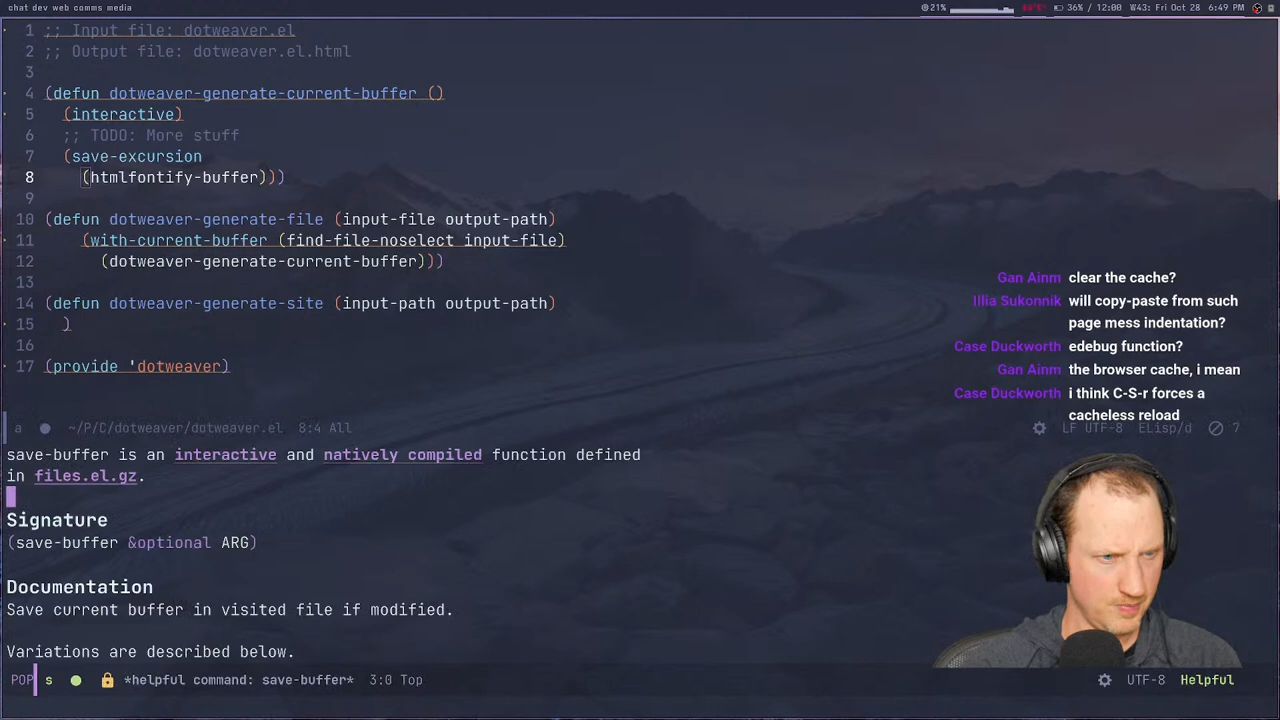 chat dev web comms media
21%
36% / 12:00 W43: Fri Oct 28 6:49 PM
1 ;; Input file: dotweaver.el
2 ;; Output file: dotweaver.el.html
3
4 (defun dotweaver-generate-current-buffer ()
5 (interactive)
6 ;; TODO: More stuff
7 (save-excursion
8 (htmlfontify-buffer)))
9
10 (defun dotweaver-generate-file (input-file output-path)
11 (with-current-buffer (find-file-noselect input-file)
12 (dotweaver-generate-current-buffer)))
13
14 (defun dotweaver-generate-site (input-path output-path)
15 )
16
17 (provide 'dotweaver)
Gan Ainm clear the cache?
Illia Sukonnik will copy-paste from such
page mess indentation?
Case Duckworth edebug function?
Gan Ainm the browser cache, i mean
Case Duckworth i think C-S-r forces a
cacheless reload
a ~/P/C/dotweaver/dotweaver.el 8:4 All LF UTF-8 ELisp/d 7
save-buffer is an interactive and natively compiled function defined
in files.el.gz.
Signature
(save-buffer &optional ARG)
Documentation
Save current buffer in visited file if modified.
Variations are described below.
POP s *helpful command: save-buffer* 3:0 Top UTF-8 Helpful